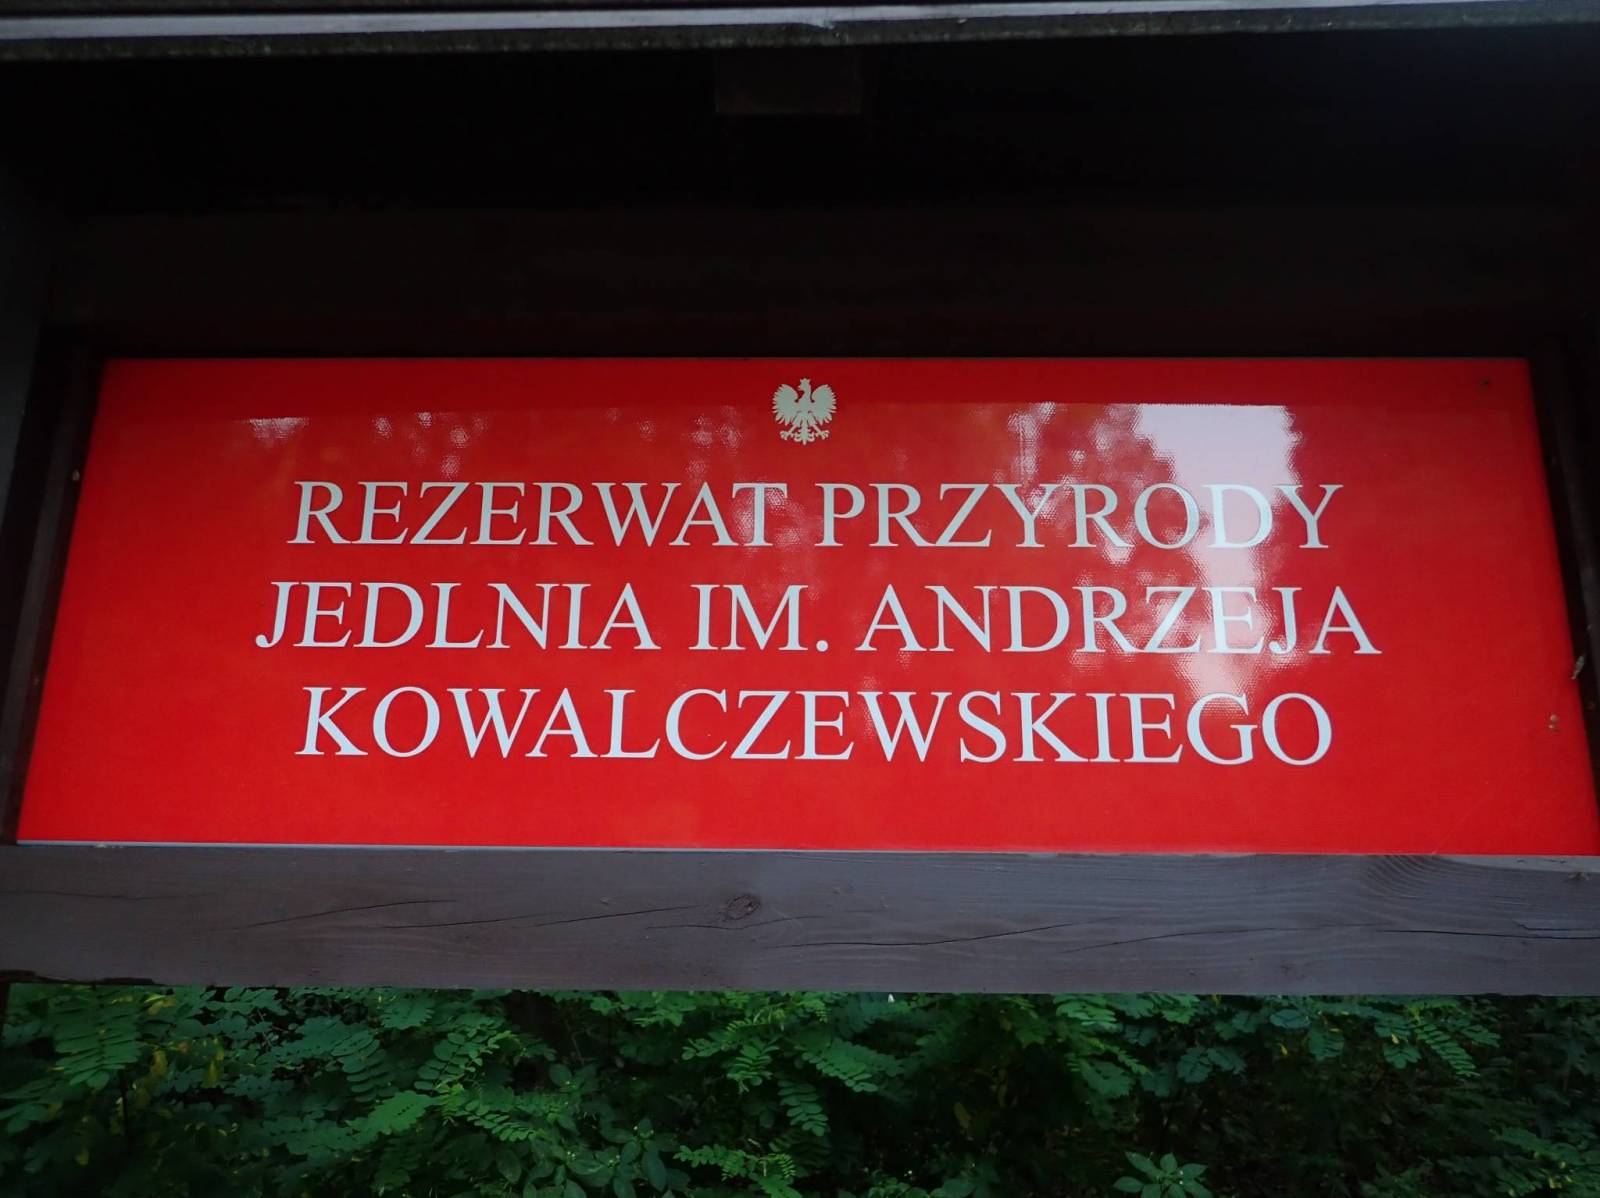 REZERWAT PRZYRODY
JEDLNIA IM. ANDRZEJA
KOWALCZEWSKIEGO